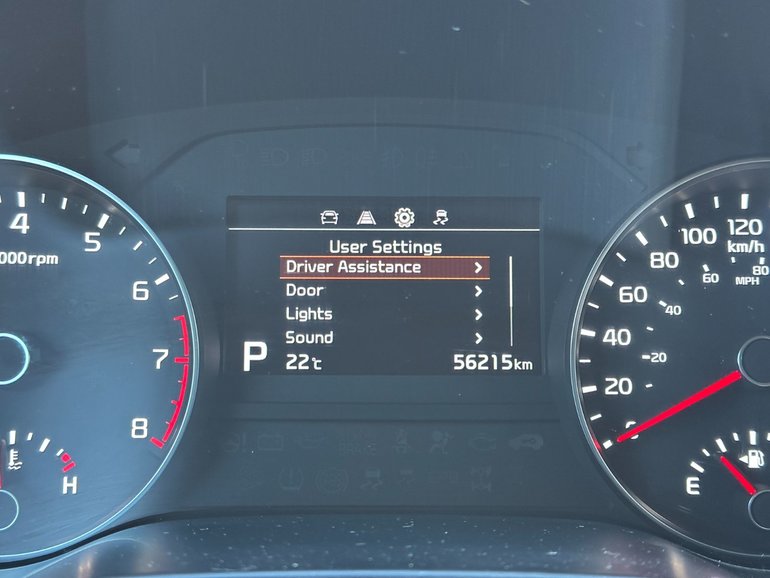 User Settings
Driver Assistance >
Door >
Lights >
Sound >
P 22°C 56215km
4
5
6
7
8
000rpm
H
120
100
80
60
40
20
0
km/h
MPH
80
60
40
20
E